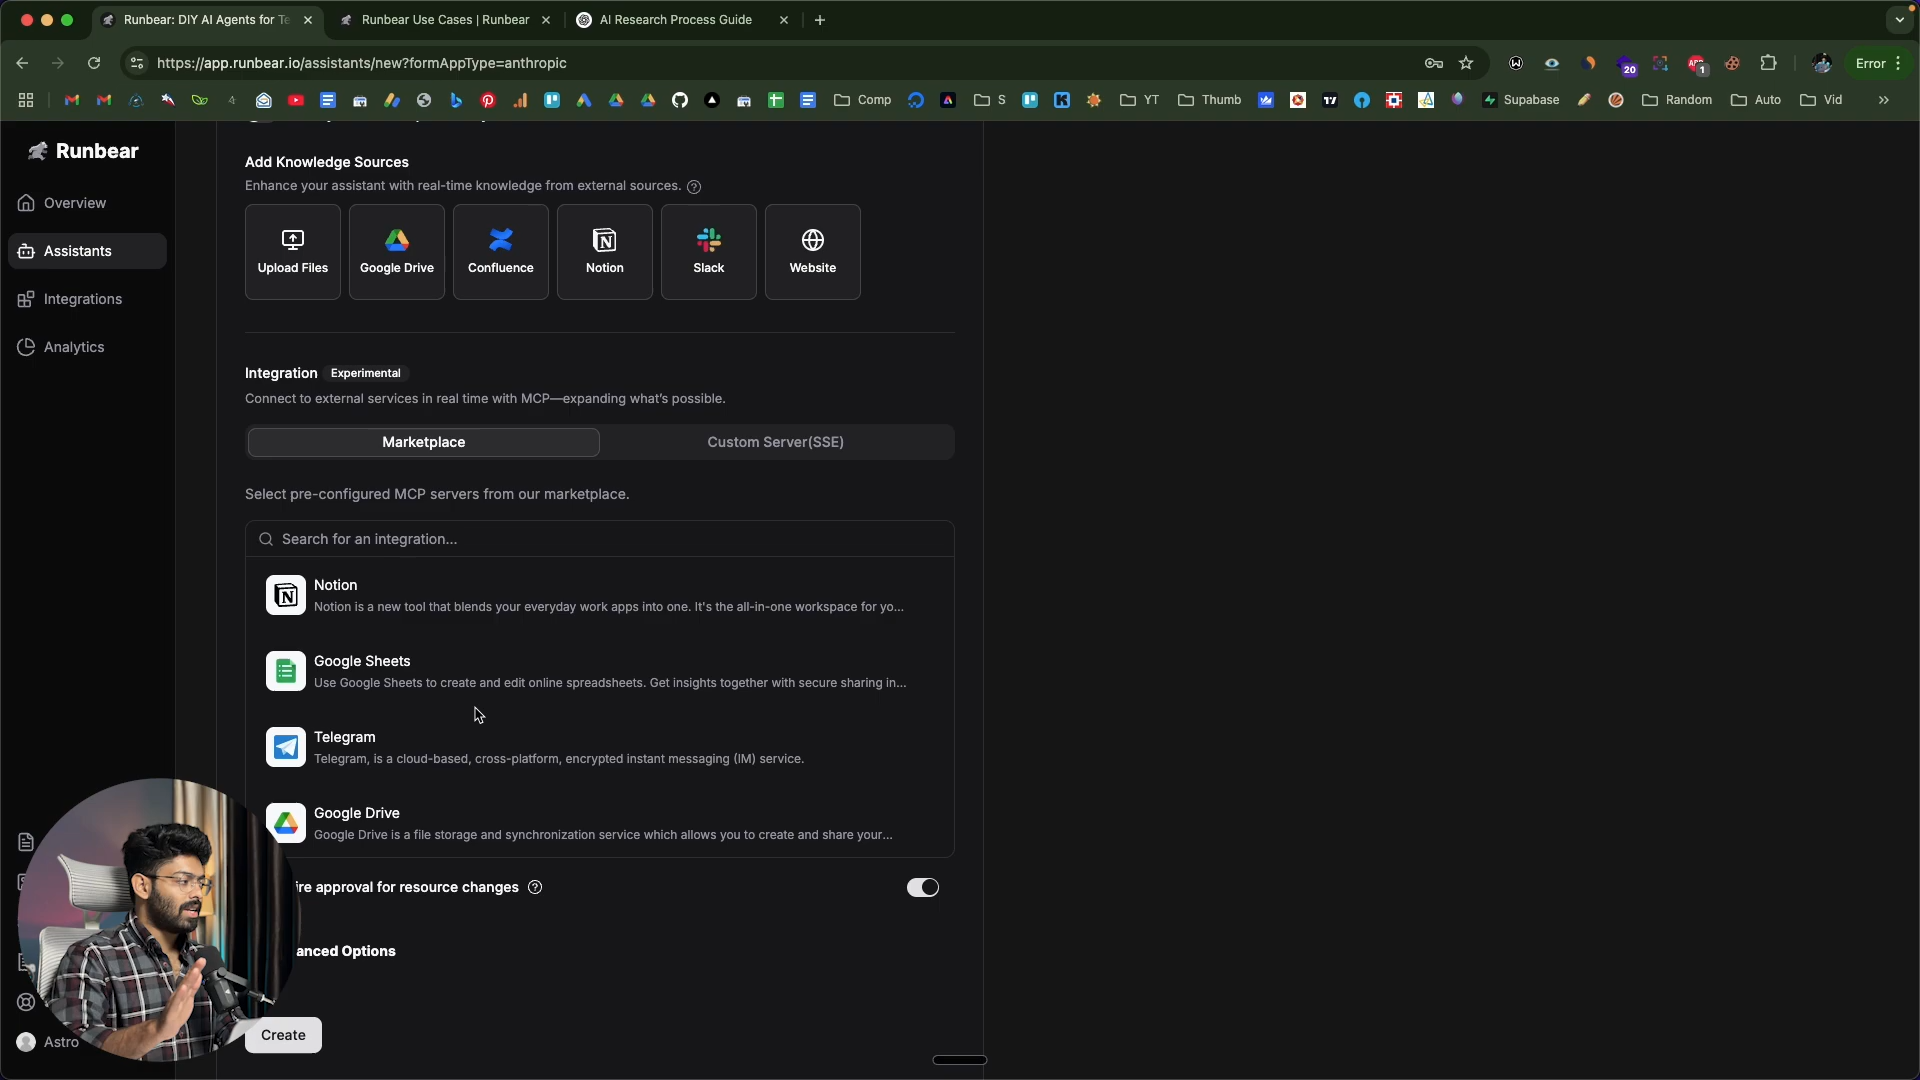 Runbear: DIY AI Agents for Te
Runbear Use Cases | Runbear
AI Research Process Guide
https://app.runbear.io/assistants/new?formAppType=anthropic
20
1
Error
Comp
S
YT
Thumb
Supabase
Random
Auto
Vid
Runbear
Overview
Assistants
Integrations
Analytics
Astro
Add Knowledge Sources
Enhance your assistant with real-time knowledge from external sources.
Upload Files
Google Drive
Confluence
Notion
Slack
Website
Integration Experimental
Connect to external services in real time with MCP—expanding what's possible.
Marketplace
Custom Server(SSE)
Select pre-configured MCP servers from our marketplace.
Search for an integration...
Notion
Notion is a new tool that blends your everyday work apps into one. It's the all-in-one workspace for yo...
Google Sheets
Use Google Sheets to create and edit online spreadsheets. Get insights together with secure sharing in...
Telegram
Telegram, is a cloud-based, cross-platform, encrypted instant messaging (IM) service.
Google Drive
Google Drive is a file storage and synchronization service which allows you to create and share your...
ire approval for resource changes
anced Options
Create